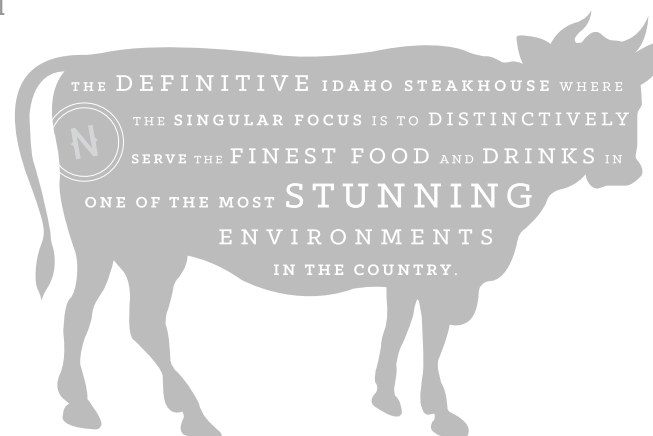 THE DEFINITIVE IDAHO STEAKHOUSE WHERE
THE SINGULAR FOCUS IS TO DISTINCTIVELY
N
SERVE THE FINEST FOOD AND DRINKS IN
ONE OF THE MOST STUNNING
ENVIRONMENTS
IN THE COUNTRY.